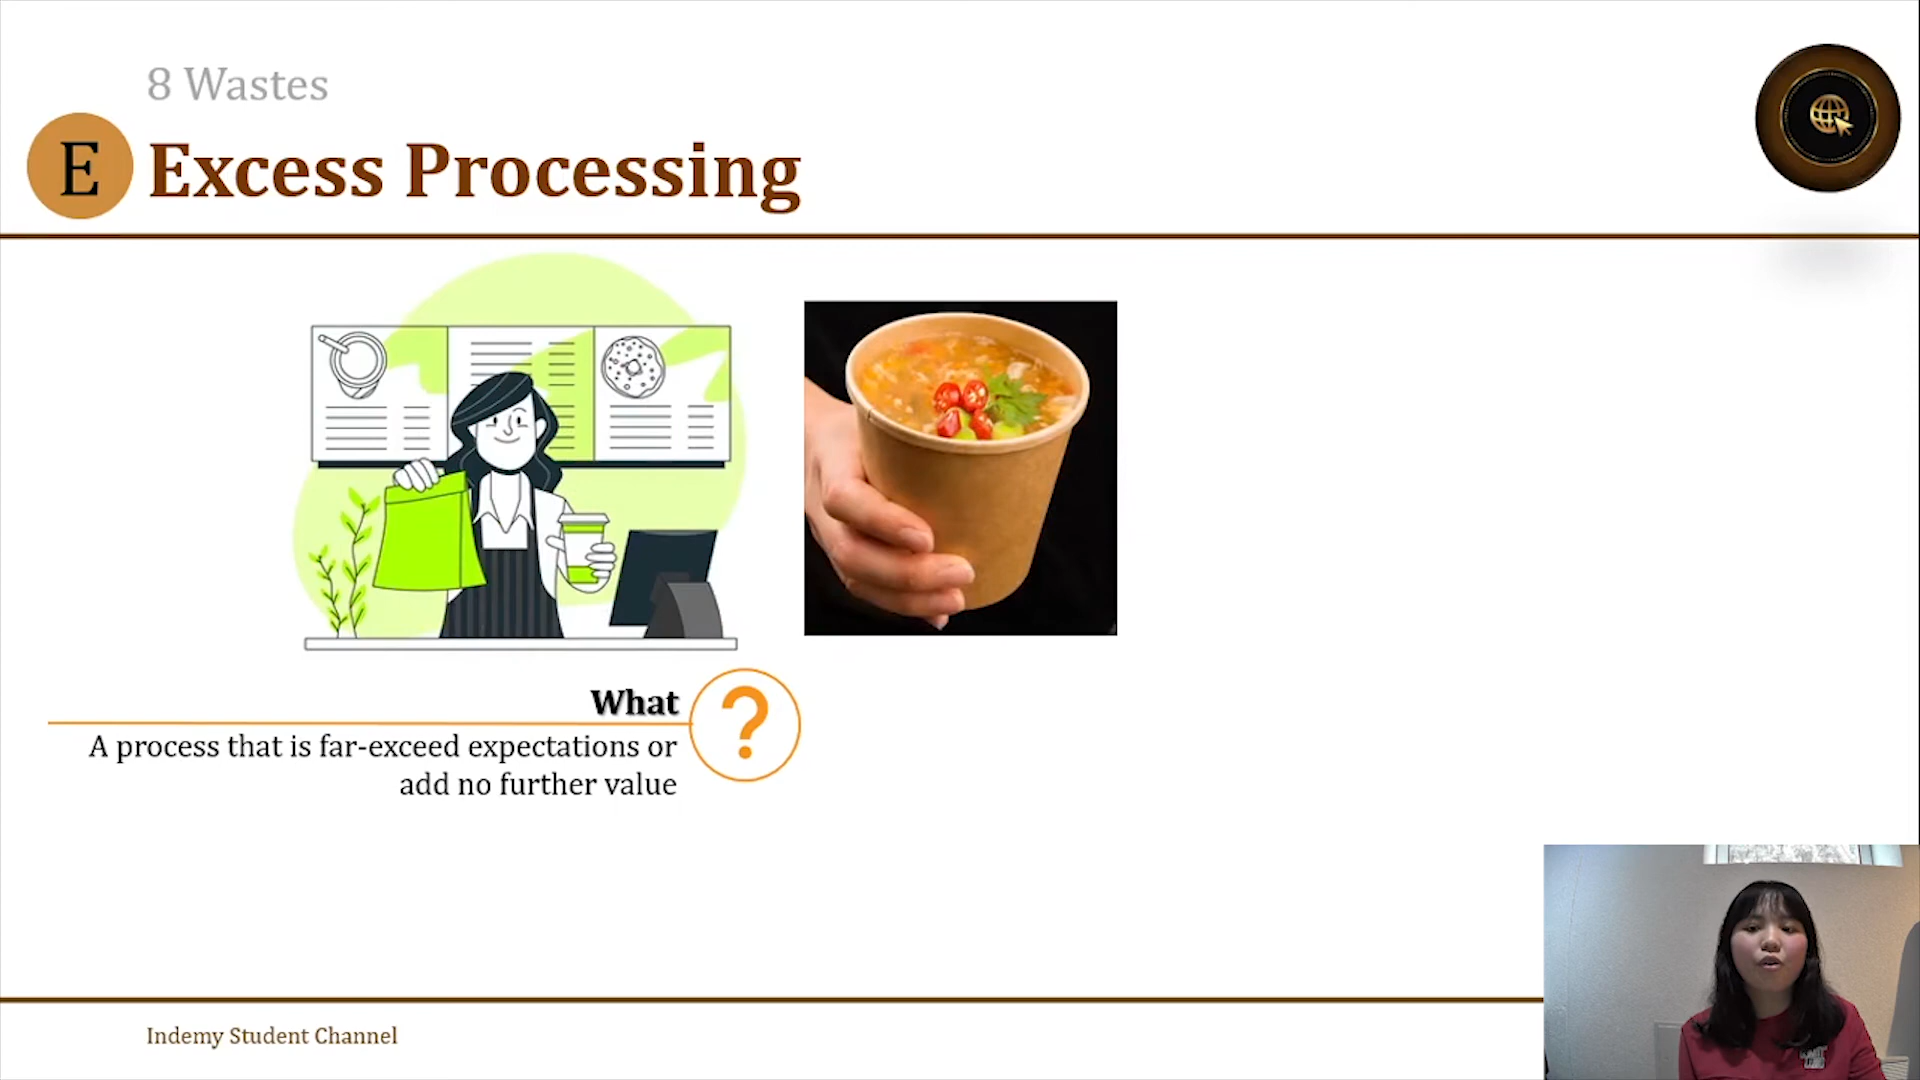 8 Wastes
E Excess Processing
What
?
A process that is far-exceed expectations or
add no further value
Indemy Student Channel